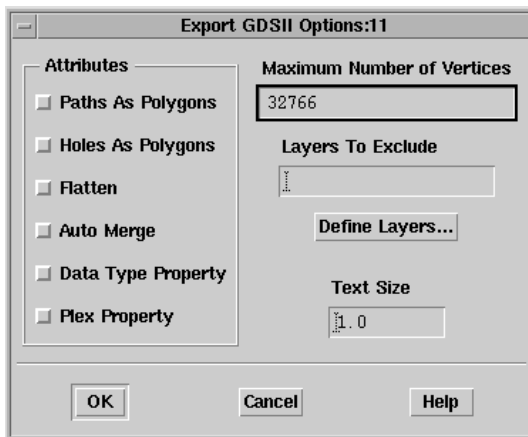 Export GDSII Options:11
Attributes
Paths As Polygons
Holes As Polygons
Flatten
Auto Merge
Data Type Property
Plex Property
Maximum Number of Vertices
32766
Layers To Exclude
Define Layers...
Text Size
1.0
OK
Cancel
Help